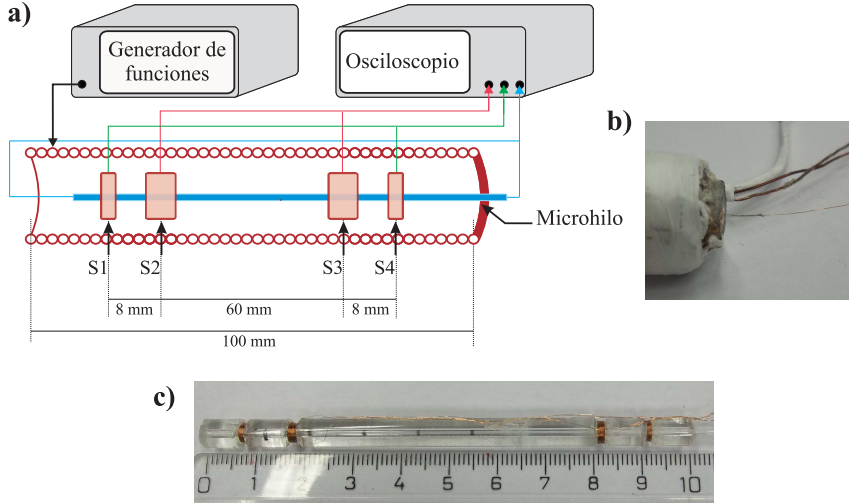 a)
Generador de
funciones
Osciloscopio
b)
Microhilo
S1
S2
S3
S4
8 mm
60 mm
8 mm
100 mm
c)
0 1 2 3 4 5 6 7 8 9 10